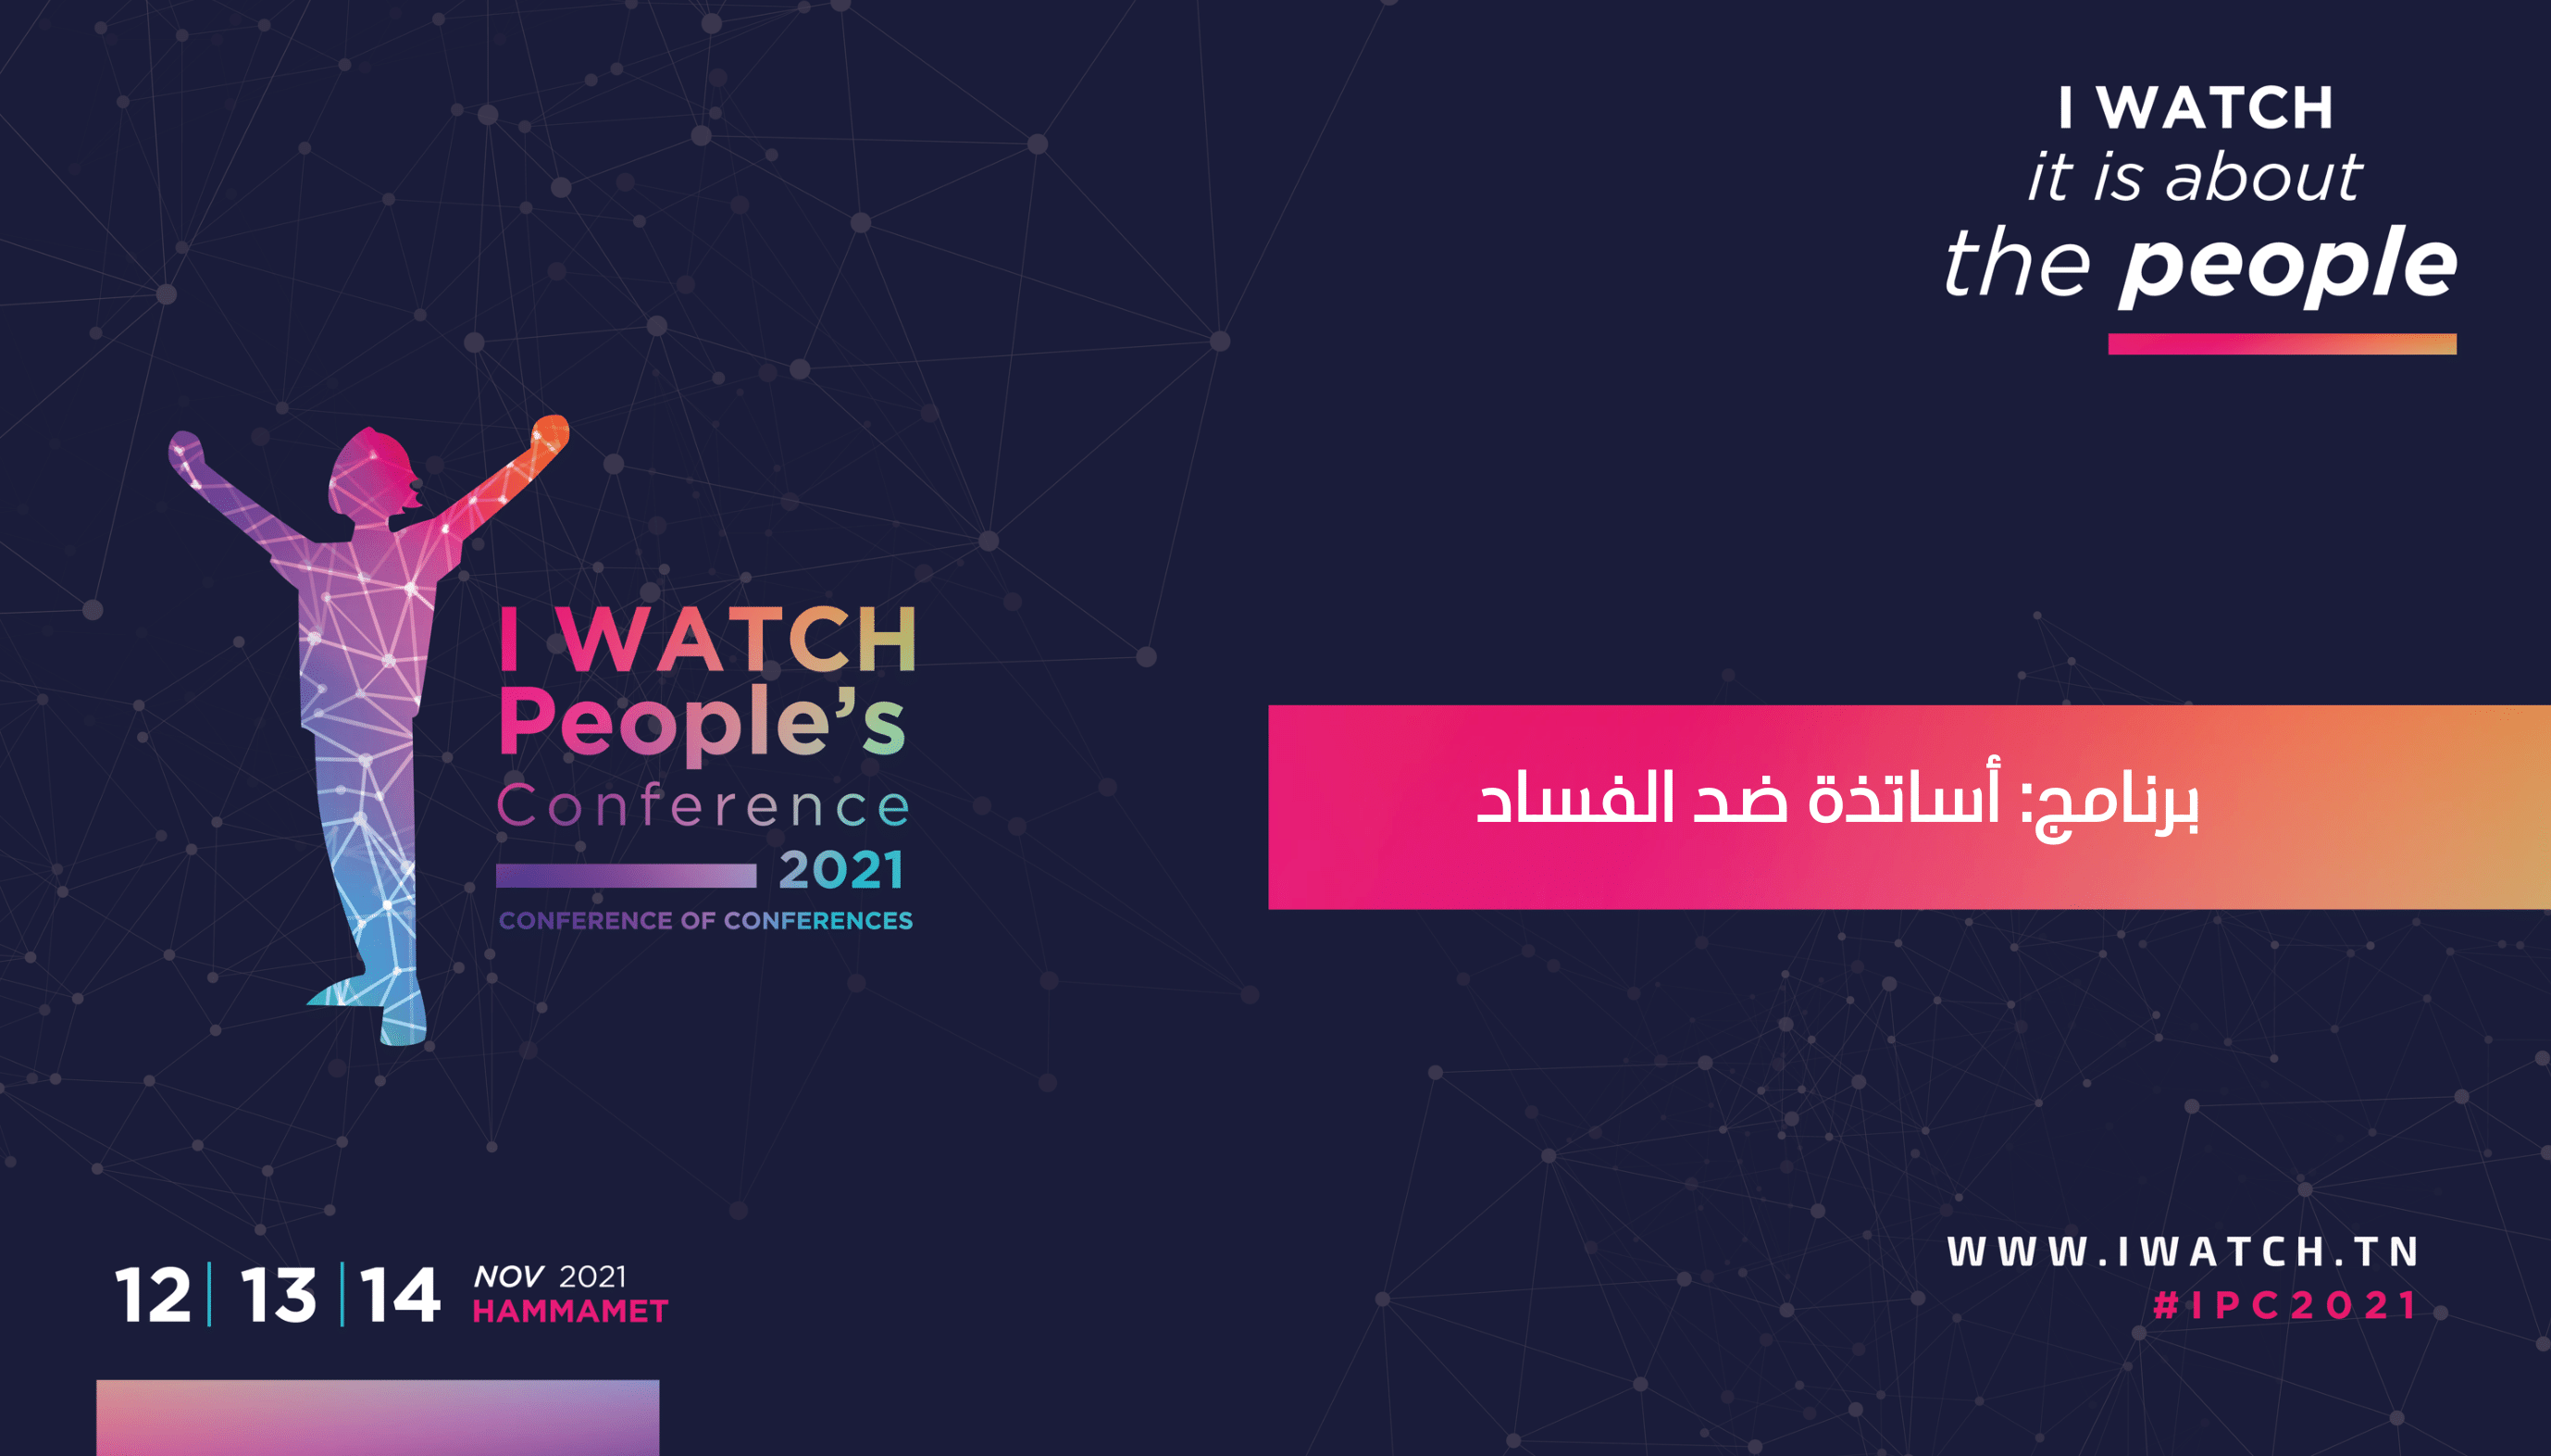 I WATCH
it is about
the people
I WATCH
People’s
Conference
2021
CONFERENCE OF CONFERENCES
برنامج: أساتذة ضد الفساد
12 | 13 | 14 NOV 2021
HAMMAMET
WWW.IWATCH.TN
#IPC2021